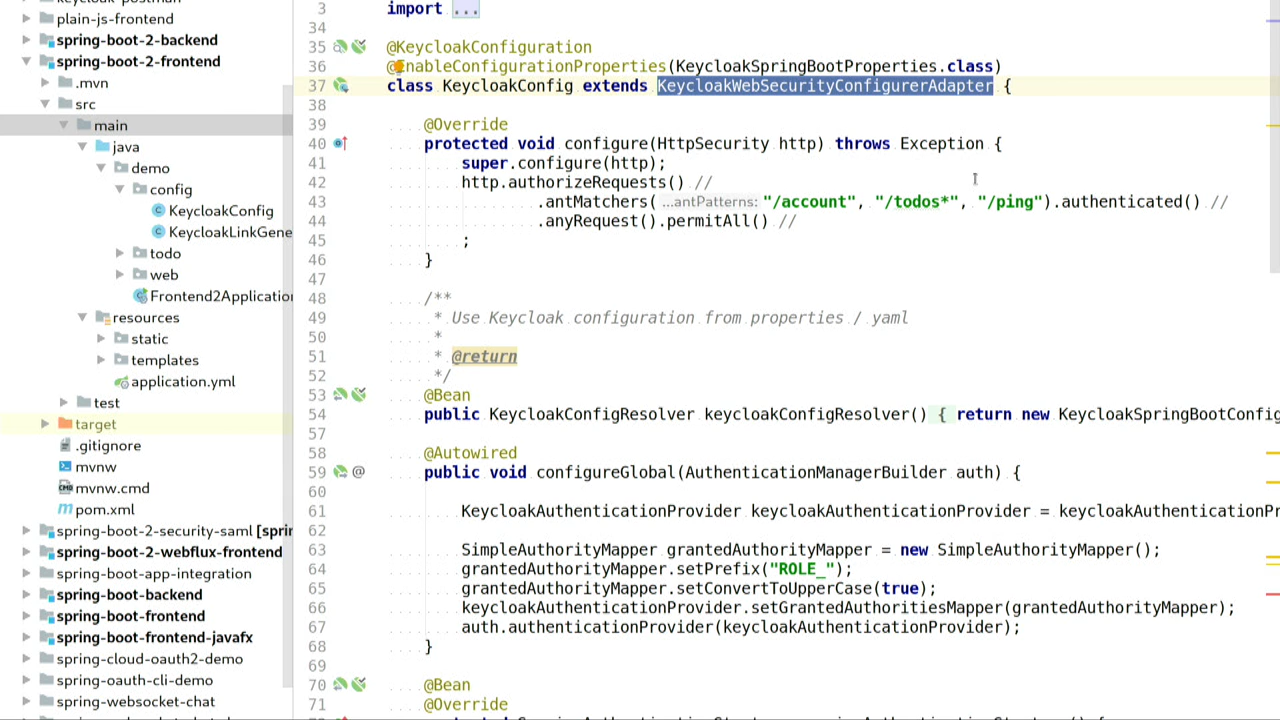 keycloak-postman
plain-js-frontend
spring-boot-2-backend
spring-boot-2-frontend
.mvn
src
main
java
demo
config
KeycloakConfig
KeycloakLinkGene
todo
web
Frontend2Applicatio
resources
static
templates
application.yml
test
target
.gitignore
mvnw
mvnw.cmd
pom.xml
spring-boot-2-security-saml [sprin
spring-boot-2-webflux-frontend
spring-boot-app-integration
spring-boot-backend
spring-boot-frontend
spring-boot-frontend-javafx
spring-cloud-oauth2-demo
spring-oauth-cli-demo
spring-websocket-chat
3 import ...
34
35 @KeycloakConfiguration
36 @EnableConfigurationProperties(KeycloakSpringBootProperties.class)
37 class KeycloakConfig extends KeycloakWebSecurityConfigurerAdapter {
38
39 @Override
40 protected void configure(HttpSecurity http) throws Exception {
41 super.configure(http);
42 http.authorizeRequests() //
43 .antMatchers( ...antPatterns: "/account", "/todos*", "/ping").authenticated() //
44 .anyRequest().permitAll() //
45 ;
46 }
47
48 /**
49 * Use Keycloak configuration from properties / yaml
50 *
51 * @return
52 */
53 @Bean
54 public KeycloakConfigResolver keycloakConfigResolver() { return new KeycloakSpringBootConfig
57
58 @Autowired
59 @ public void configureGlobal(AuthenticationManagerBuilder auth) {
60
61 KeycloakAuthenticationProvider keycloakAuthenticationProvider = keycloakAuthenticationPr
62
63 SimpleAuthorityMapper grantedAuthorityMapper = new SimpleAuthorityMapper();
64 grantedAuthorityMapper.setPrefix("ROLE_");
65 grantedAuthorityMapper.setConvertToUpperCase(true);
66 keycloakAuthenticationProvider.setGrantedAuthoritiesMapper(grantedAuthorityMapper);
67 auth.authenticationProvider(keycloakAuthenticationProvider);
68 }
69
70 @Bean
71 @Override